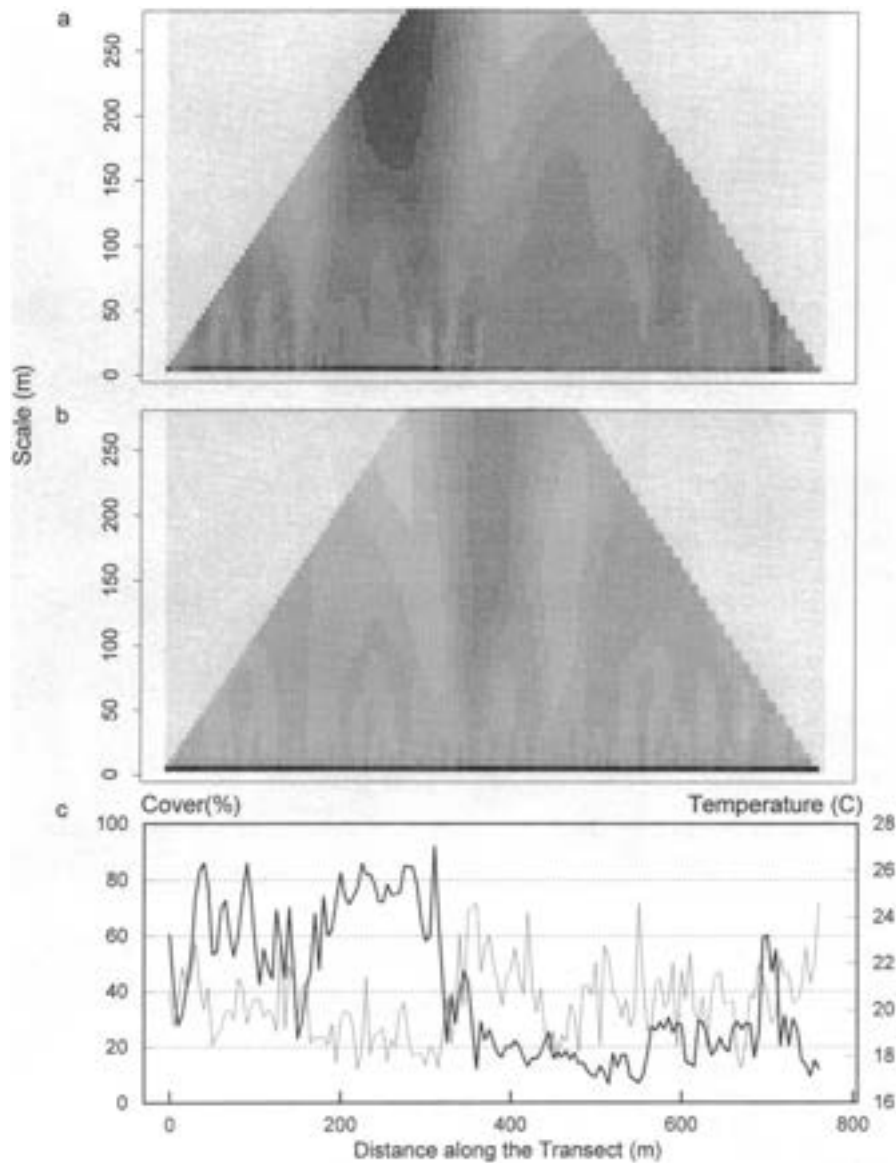 a
250
200
150
100
50
0
Scale (m)
b
250
200
150
100
50
0
c
Cover(%) Temperature (C)
100 28
80 26
60 24
40 22
20 20
0 18
16
0 200 400 600 800
Distance along the Transect (m)